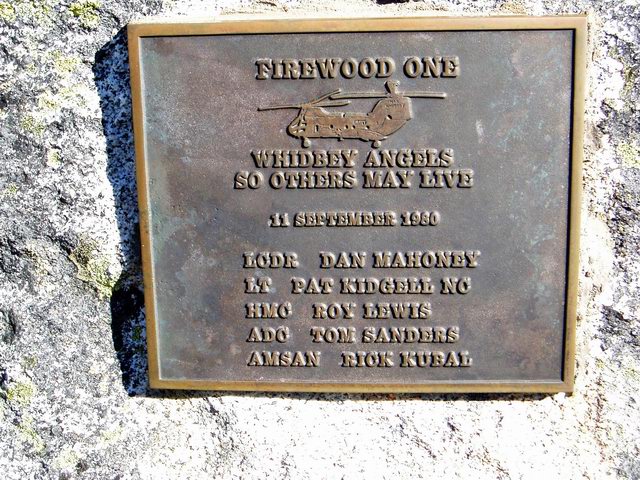 FIREWOOD ONE
WHIDBEY ANGELS
SO OTHERS MAY LIVE
11 SEPTEMBER 1980
LCDR DAN MAHONEY
LT PAT KIDGELL NC
HMC ROY LEWIS
ADC TOM SANDERS
AMSAN RICK KUBAL